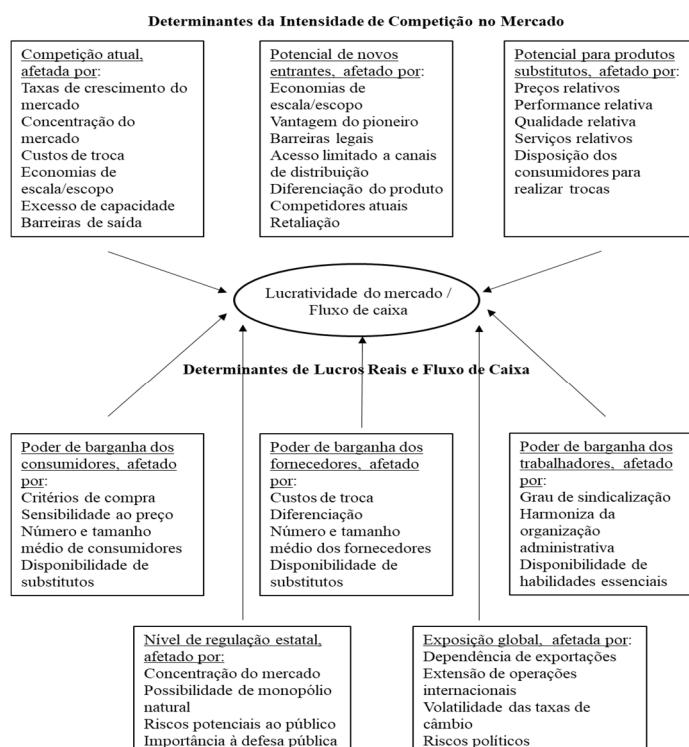 Determinantes da Intensidade de Competição no Mercado
Competição atual,
afetada por:
Taxas de crescimento do
mercado
Concentração do
mercado
Custos de troca
Economias de
escala/escopo
Excesso de capacidade
Barreiras de saída
Potencial de novos
entrantes, afetado por:
Economias de
escala/escopo
Vantagem do pioneiro
Barreiras legais
Acesso limitado a canais
de distribuição
Diferenciação do produto
Competidores atuais
Retaliação
Potencial para produtos
substitutos, afetado por:
Preços relativos
Performance relativa
Qualidade relativa
Serviços relativos
Disposição dos
consumidores para
realizar trocas
Lucratividade do mercado /
Fluxo de caixa
Determinantes de Lucros Reais e Fluxo de Caixa
Poder de barganha dos
consumidores, afetado
por:
Critérios de compra
Sensibilidade ao preço
Número e tamanho
médio de consumidores
Disponibilidade de
substitutos
Poder de barganha dos
fornecedores, afetado
por:
Custos de troca
Diferenciação
Número e tamanho
médio dos fornecedores
Disponibilidade de
substitutos
Poder de barganha dos
trabalhadores, afetado
por:
Grau de sindicalização
Harmoniza da
organização
administrativa
Disponibilidade de
habilidades essenciais
Nível de regulação estatal,
afetado por:
Concentração do mercado
Possibilidade de monopólio
natural
Riscos potenciais ao público
Importância à defesa pública
Exposição global, afetada por:
Dependência de exportações
Extensão de operações
internacionais
Volatilidade das taxas de
câmbio
Riscos políticos